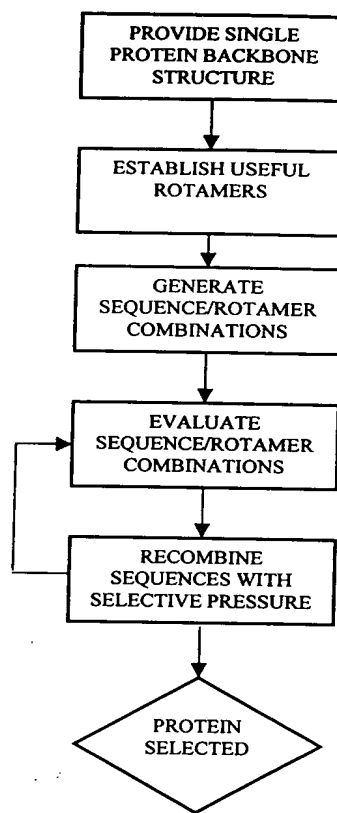 PROVIDE SINGLE
PROTEIN BACKBONE
STRUCTURE
ESTABLISH USEFUL
ROTAMERS
GENERATE
SEQUENCE/ROTAMER
COMBINATIONS
EVALUATE
SEQUENCE/ROTAMER
COMBINATIONS
RECOMBINE
SEQUENCES WITH
SELECTIVE PRESSURE
PROTEIN
SELECTED